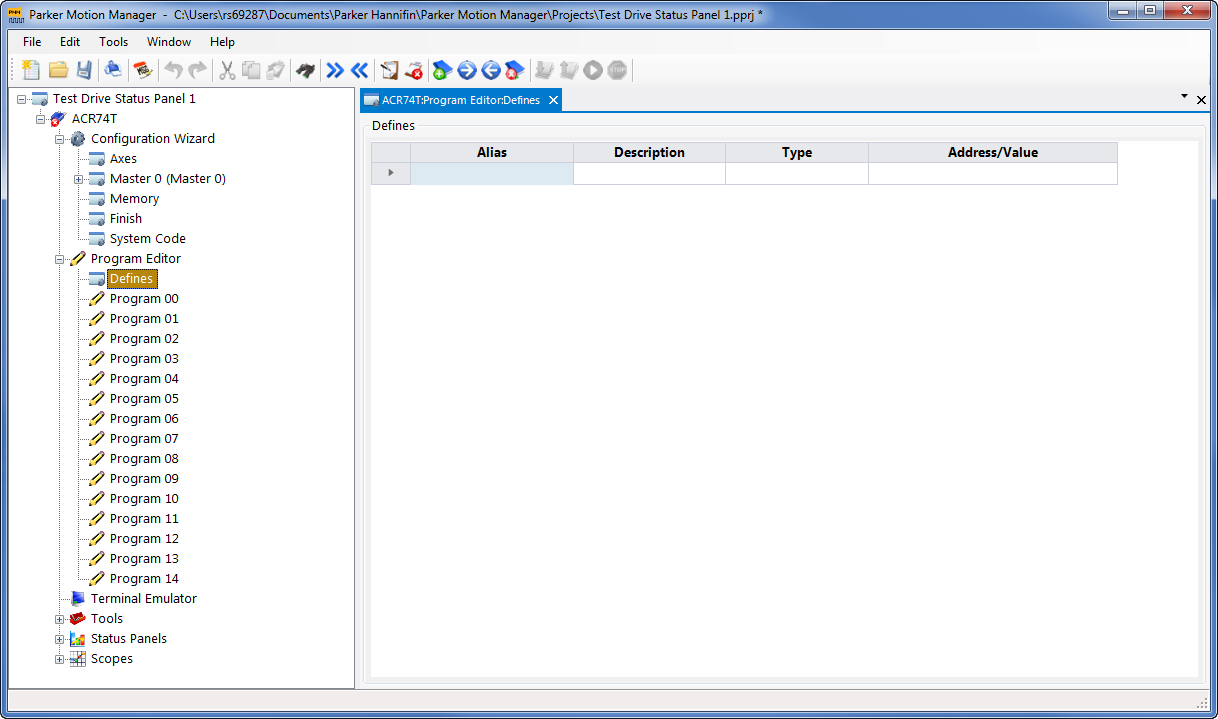 Parker Motion Manager - C:\Users\rs69287\Documents\Parker Hannifin\Parker Motion Manager\Projects\Test Drive Status Panel 1.pprj *
File Edit Tools Window Help
Test Drive Status Panel 1
ACR74T
Configuration Wizard
Axes
Master 0 (Master 0)
Memory
Finish
System Code
Program Editor
Defines
Program 00
Program 01
Program 02
Program 03
Program 04
Program 05
Program 06
Program 07
Program 08
Program 09
Program 10
Program 11
Program 12
Program 13
Program 14
Terminal Emulator
Tools
Status Panels
Scopes
ACR74T:Program Editor:Defines
Defines
Alias Description Type Address/Value